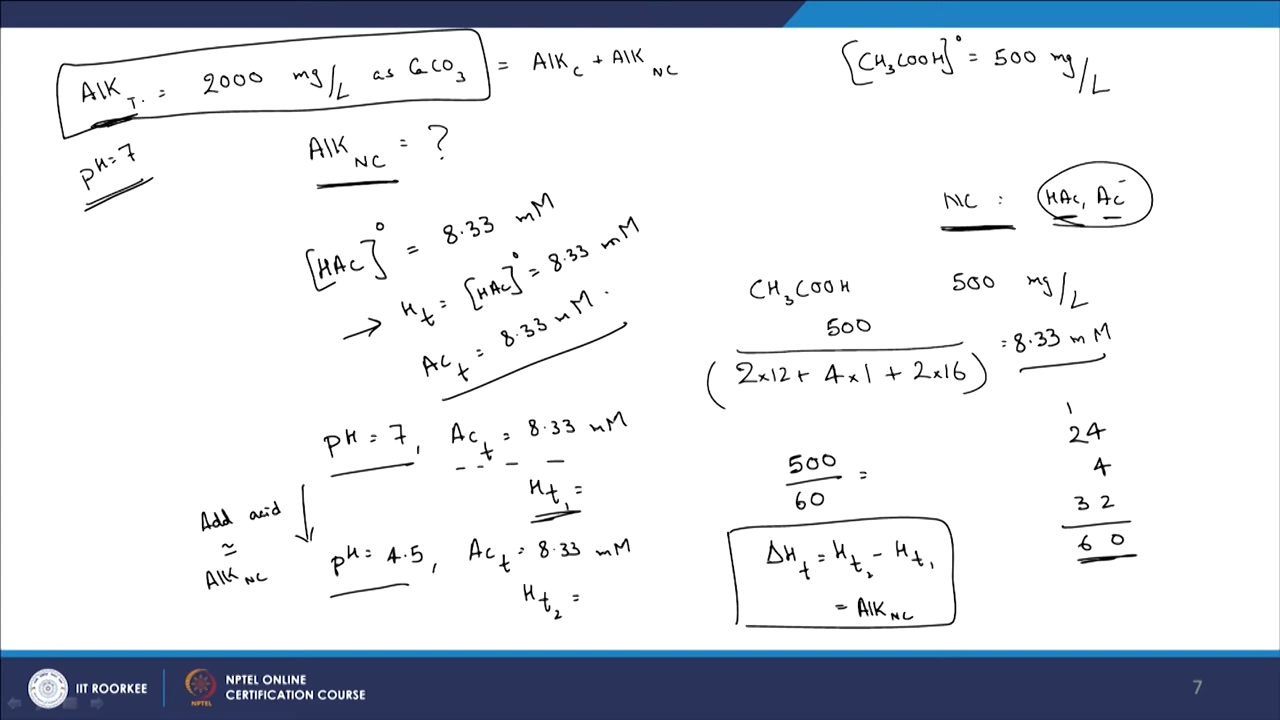 Alk_T. = 2000 mg/L as CaCO₃ = Alk_C + Alk_NC
pH=7
Alk_NC = ?
[HAc]° = 8.33 mM
→ H_t = [HAc]° = 8.33 mM
Ac_t = 8.33 mM.
pH = 7, Ac_t = 8.33 mM
H_t₁ =
Add acid
≃
Alk_NC
pH = 4.5, Ac_t = 8.33 mM
H_t₂ =
[CH₃COOH]° = 500 mg/L
NC : HAc, Ac⁻
CH₃COOH 500 mg/L
500
(2×12 + 4×1 + 2×16) = 8.33 mM
500
60 =
1
24
4
32
60
ΔH_t = H_t₂ - H_t₁
= Alk_NC
IIT ROORKEE
NPTEL
NPTEL ONLINE
CERTIFICATION COURSE
7